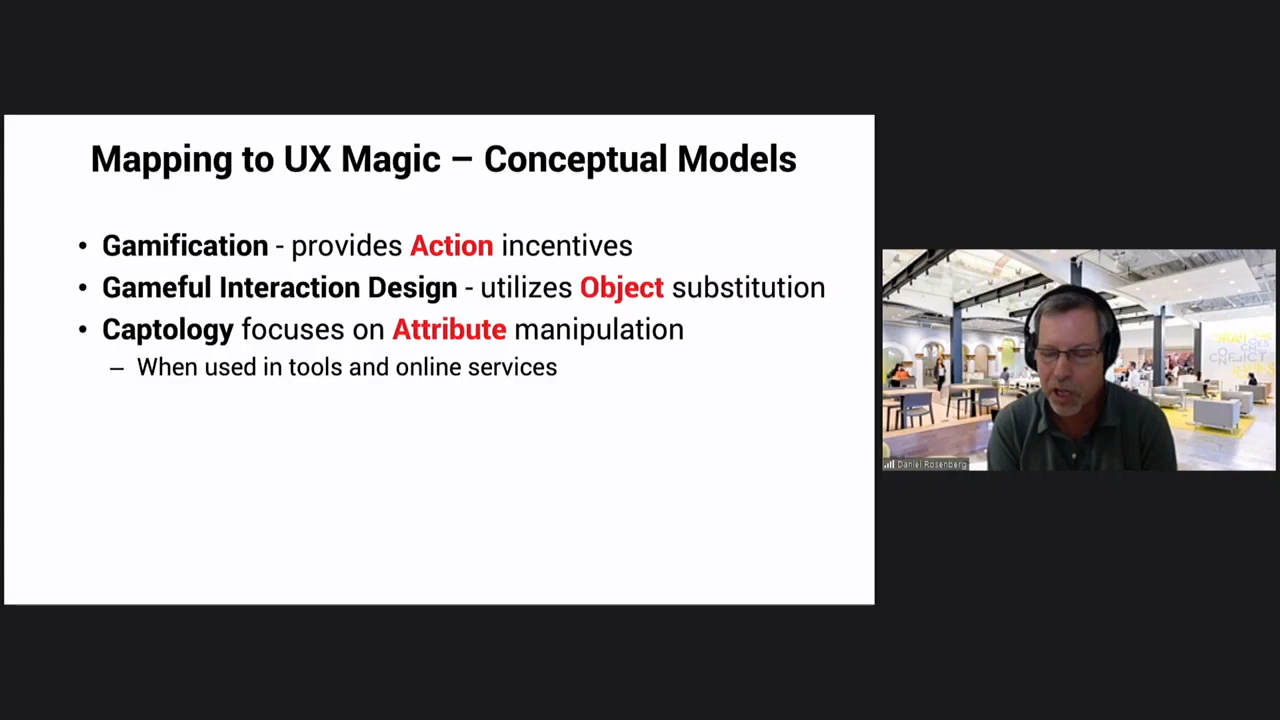 Mapping to UX Magic – Conceptual Models
• Gamification - provides Action incentives
• Gameful Interaction Design - utilizes Object substitution
• Captology focuses on Attribute manipulation
– When used in tools and online services
Daniel Rosenberg